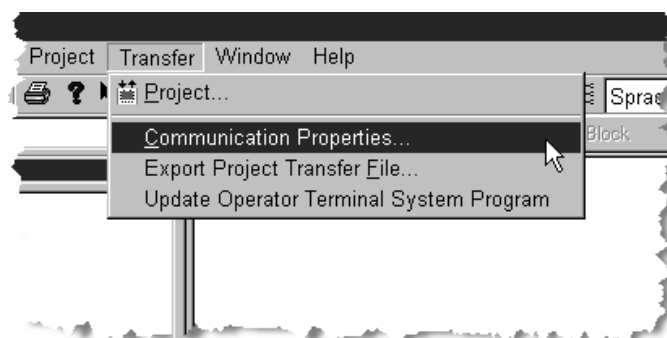 Project Transfer Window Help
Project...
Communication Properties...
Block
Export Project Transfer File...
Update Operator Terminal System Program